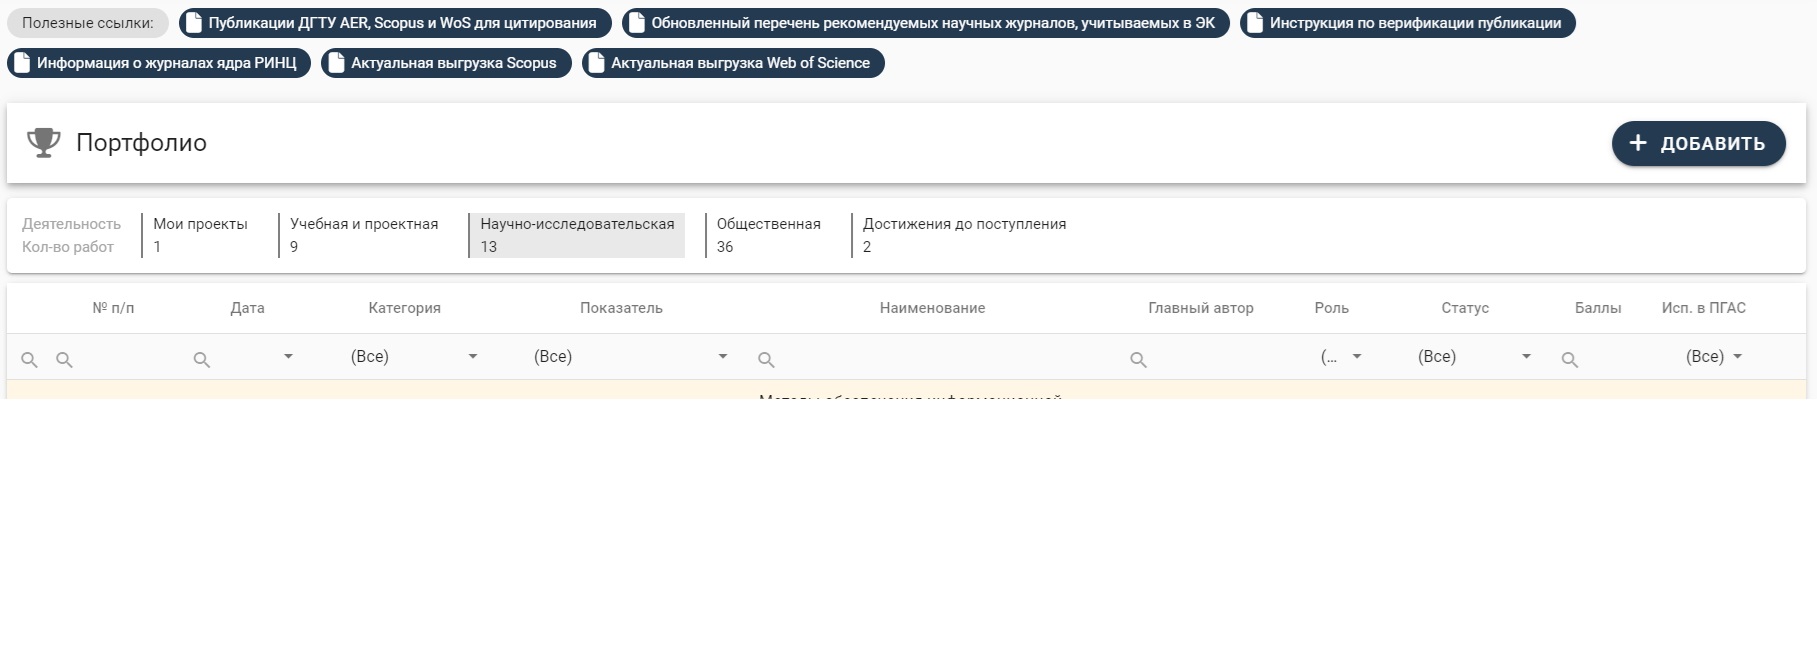 Полезные ссылки: Публикации ДГТУ AER, Scopus и WoS для цитирования Обновленный перечень рекомендуемых научных журналов, учитываемых в ЭК Инструкция по верификации публикации
Информация о журналах ядра РИНЦ Актуальная выгрузка Scopus Актуальная выгрузка Web of Science
Портфолио + ДОБАВИТЬ
Деятельность Мои проекты Учебная и проектная Научно-исследовательская Общественная Достижения до поступления
Кол-во работ 1 9 13 36 2
№ п/п Дата Категория Показатель Наименование Главный автор Роль Статус Баллы Исп. в ПГАС
(Все) (Все) (... (Все) (Все)
Методы обеспечения информационной